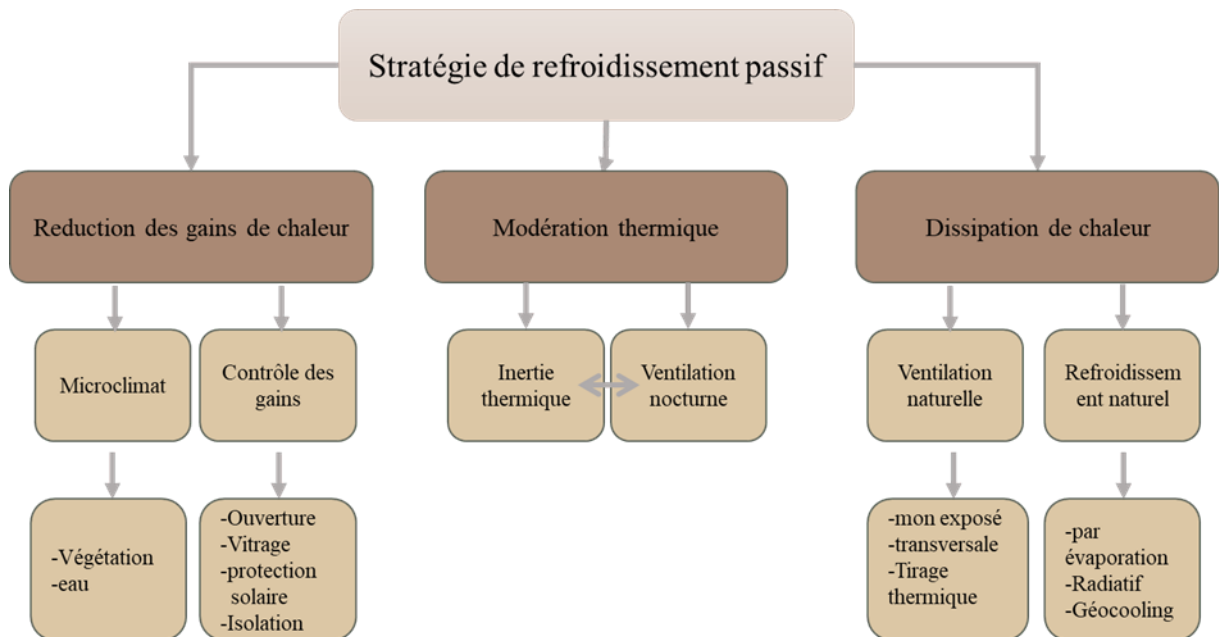 Stratégie de refroidissement passif
Reduction des gains de chaleur
Modération thermique
Dissipation de chaleur
Microclimat
Contrôle des
gains
Inertie
thermique
Ventilation
nocturne
Ventilation
naturelle
Refroidissem
ent naturel
-Végétation
-eau
-Ouverture
-Vitrage
-protection
solaire
-Isolation
-mon exposé
-transversale
-Tirage
thermique
-par
évaporation
-Radiatif
-Géocooling